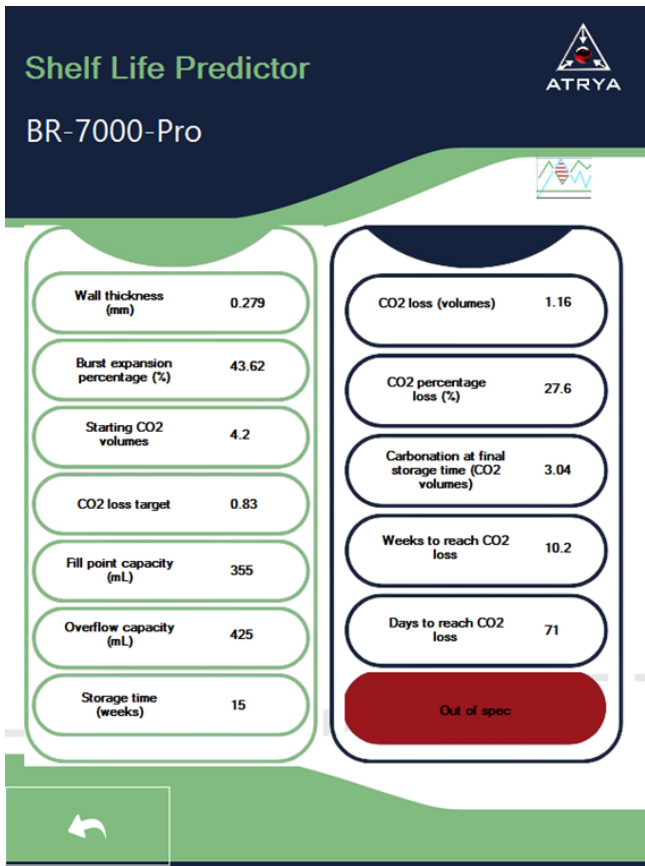 Shelf Life Predictor
ATRYA
BR-7000-Pro
Wall thickness
(mm)
0.279
Burst expansion
percentage (%)
43.62
Starting CO2
volumes
4.2
CO2 loss target
0.83
Fill point capacity
(mL)
355
Overflow capacity
(mL)
425
Storage time
(weeks)
15
CO2 loss (volumes)
1.16
CO2 percentage
loss (%)
27.6
Carbonation at final
storage time (CO2
volumes)
3.04
Weeks to reach CO2
loss
10.2
Days to reach CO2
loss
71
Out of spec